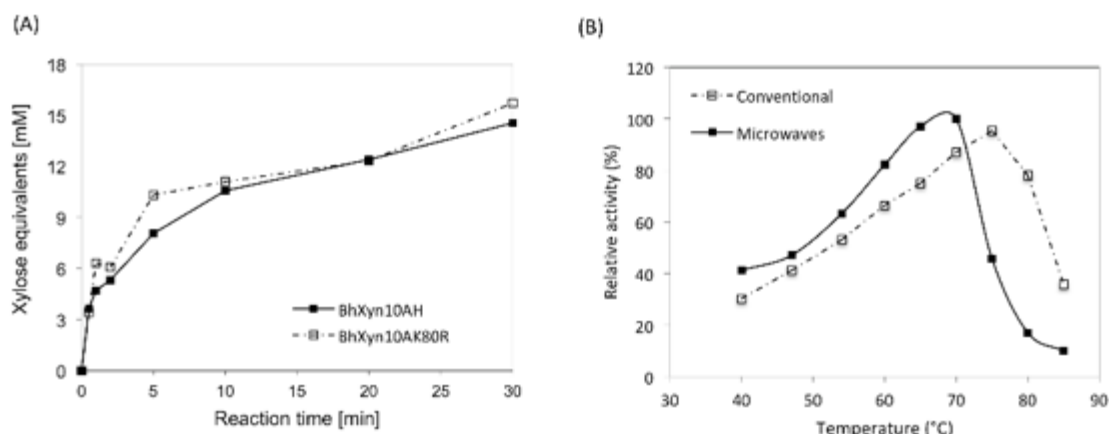 (A)
Xylose equivalents [mM]
18
15
12
9
6
3
0
BhXyn10AH
BhXyn10AK80R
0 5 10 15 20 25 30
Reaction time [min]
(B)
Relative activity (%)
120
100
80
60
40
20
0
Conventional
Microwaves
30 40 50 60 70 80 90
Temperature (°C)